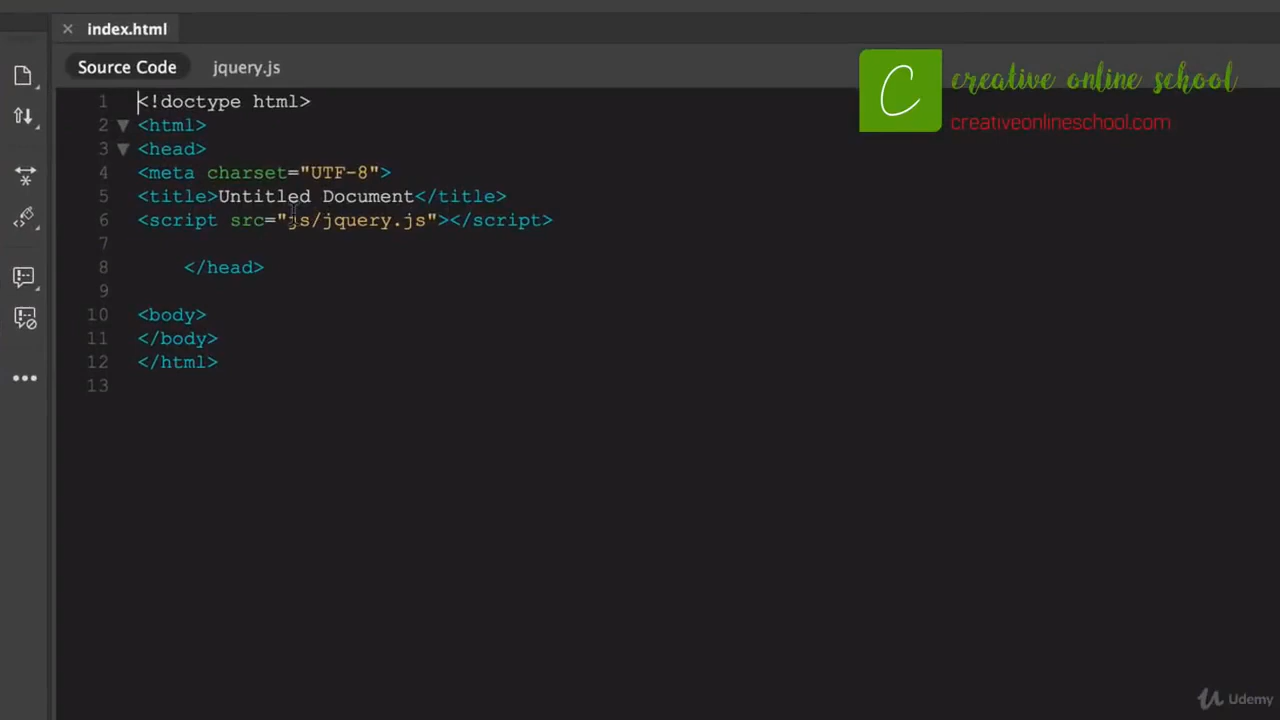 index.html
Source Code jquery.js
creative online school
creativeonlineschool.com
1 <!doctype html>
2 <html>
3 <head>
4 <meta charset="UTF-8">
5 <title>Untitled Document</title>
6 <script src="js/jquery.js"></script>
7
8 </head>
9
10 <body>
11 </body>
12 </html>
13
Udemy